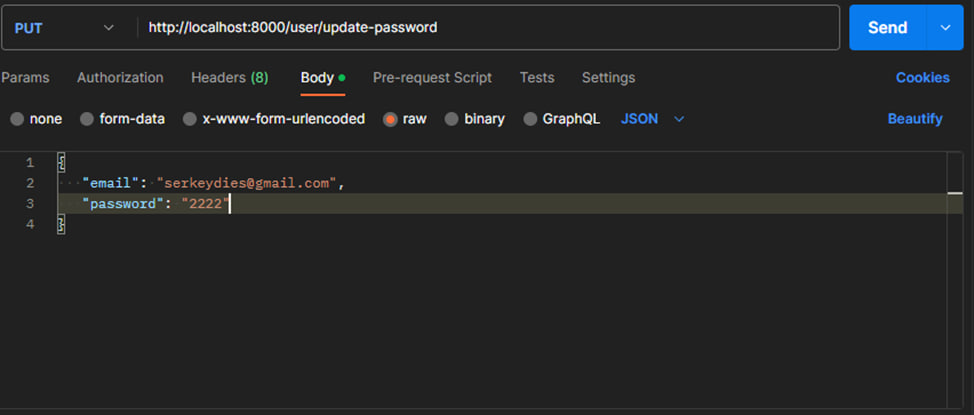 PUT http://localhost:8000/user/update-password Send
Params Authorization Headers (8) Body Pre-request Script Tests Settings Cookies
none form-data x-www-form-urlencoded raw binary GraphQL JSON Beautify
1 {
2 "email": "serkeydies@gmail.com",
3 "password": "2222"
4 }